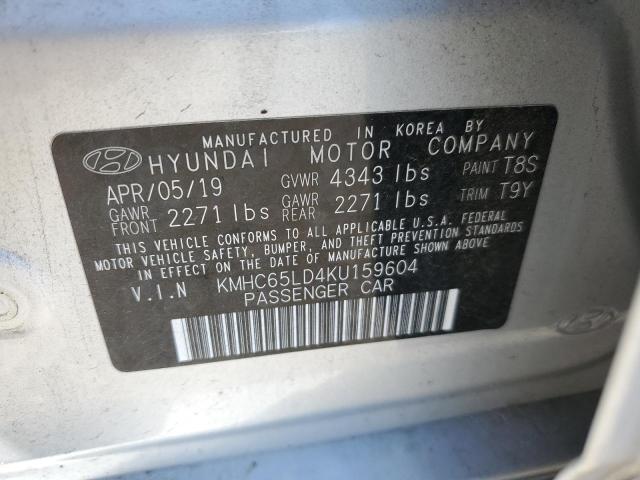 MANUFACTURED IN KOREA BY
HYUNDAI MOTOR COMPANY
APR/05/19 GVWR 4343 lbs PAINT T8S
GAWR FRONT 2271 lbs GAWR REAR 2271 lbs TRIM T9Y
THIS VEHICLE CONFORMS TO ALL APPLICABLE U.S.A. FEDERAL
MOTOR VEHICLE SAFETY, BUMPER, AND THEFT PREVENTION STANDARDS
IN EFFECT ON THE DATE OF MANUFACTURE SHOWN ABOVE.
V.I.N KMHC65LD4KU159604
PASSENGER CAR